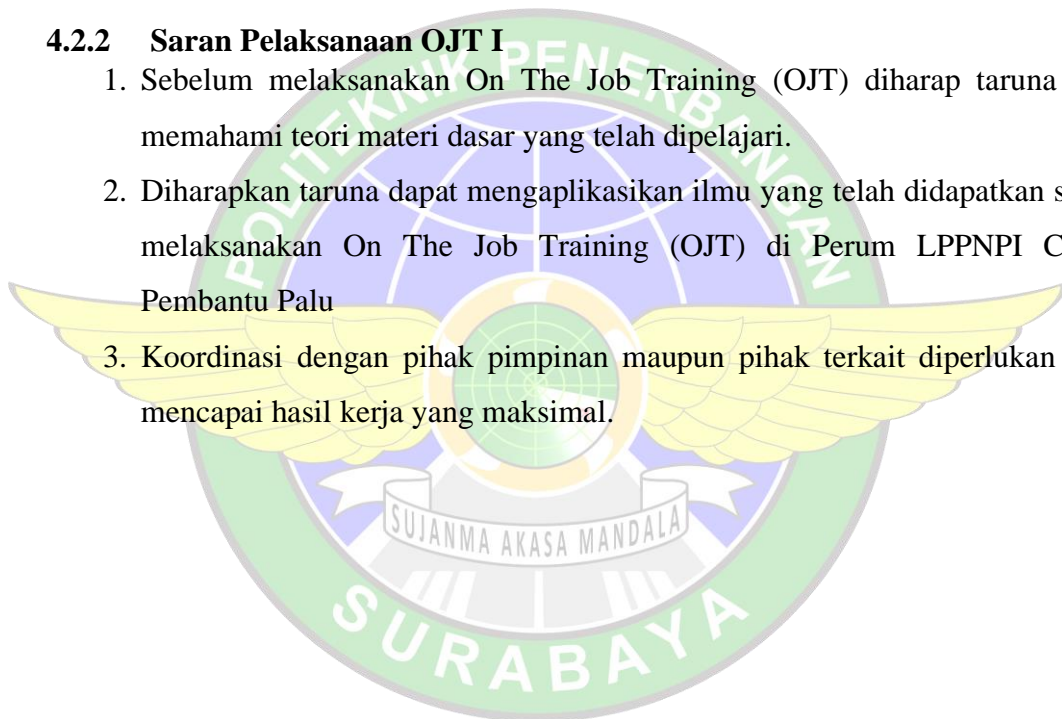 4.2.2 Saran Pelaksanaan OJT I
1. Sebelum melaksanakan On The Job Training (OJT) diharap taruna
memahami teori materi dasar yang telah dipelajari.
2. Diharapkan taruna dapat mengaplikasikan ilmu yang telah didapatkan
melaksanakan On The Job Training (OJT) di Perum LPPNPI
Pembantu Palu
3. Koordinasi dengan pihak pimpinan maupun pihak terkait diperlukan
mencapai hasil kerja yang maksimal.
POLITEKNIK PENERBANGAN
SUJANMA AKASA MANDALA
SURABAYA